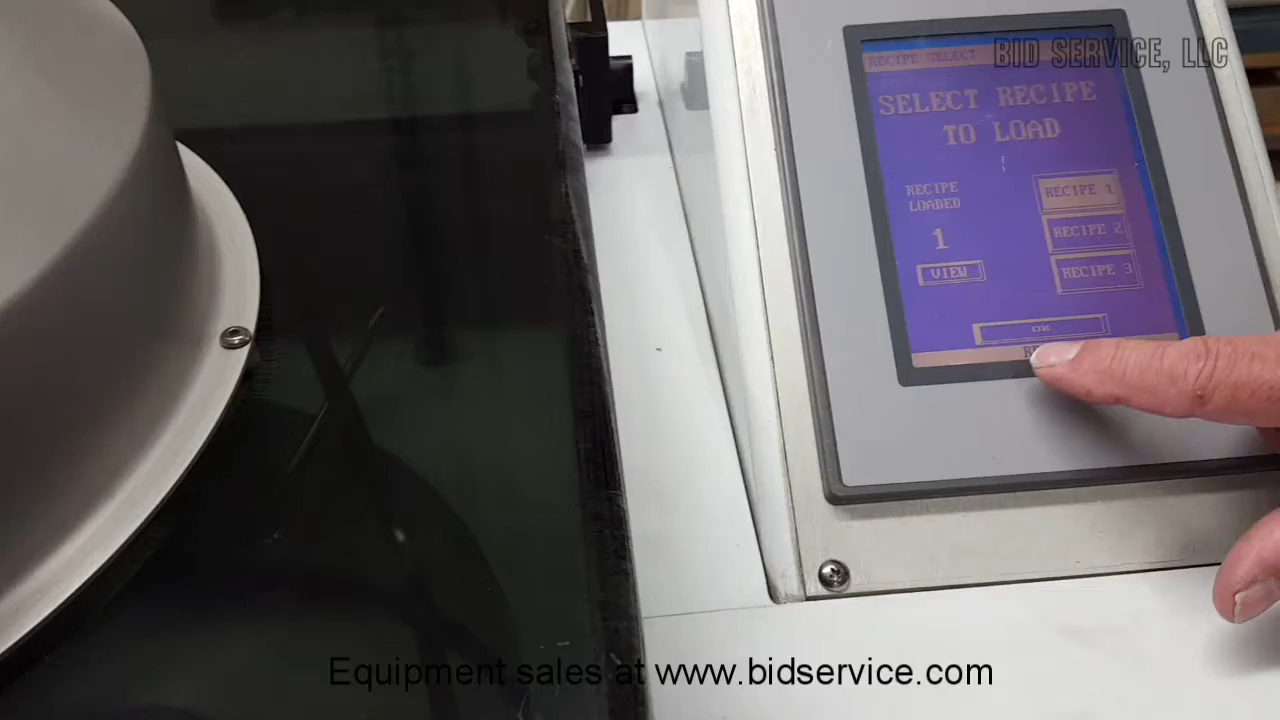 BID SERVICE, LLC
RECIPE SELECT
SELECT RECIPE
TO LOAD
RECIPE
LOADED
1
VIEW
RECIPE 1
RECIPE 2
RECIPE 3
Equipment sales at www.bidservice.com